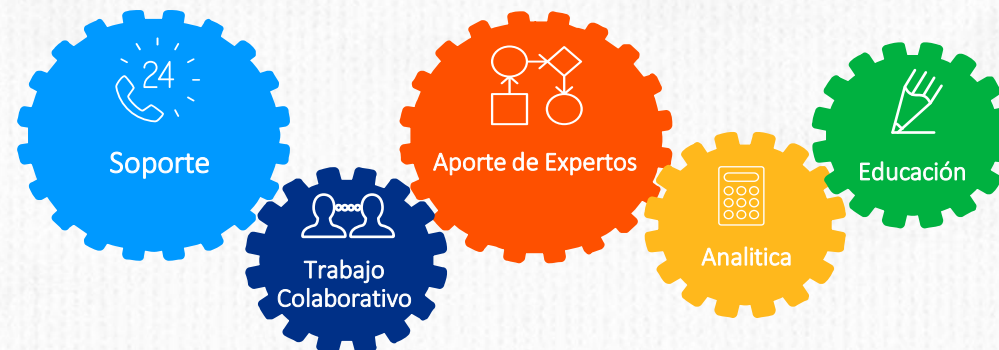 24
Soporte
Trabajo
Colaborativo
Aporte de Expertos
Analitica
Educación